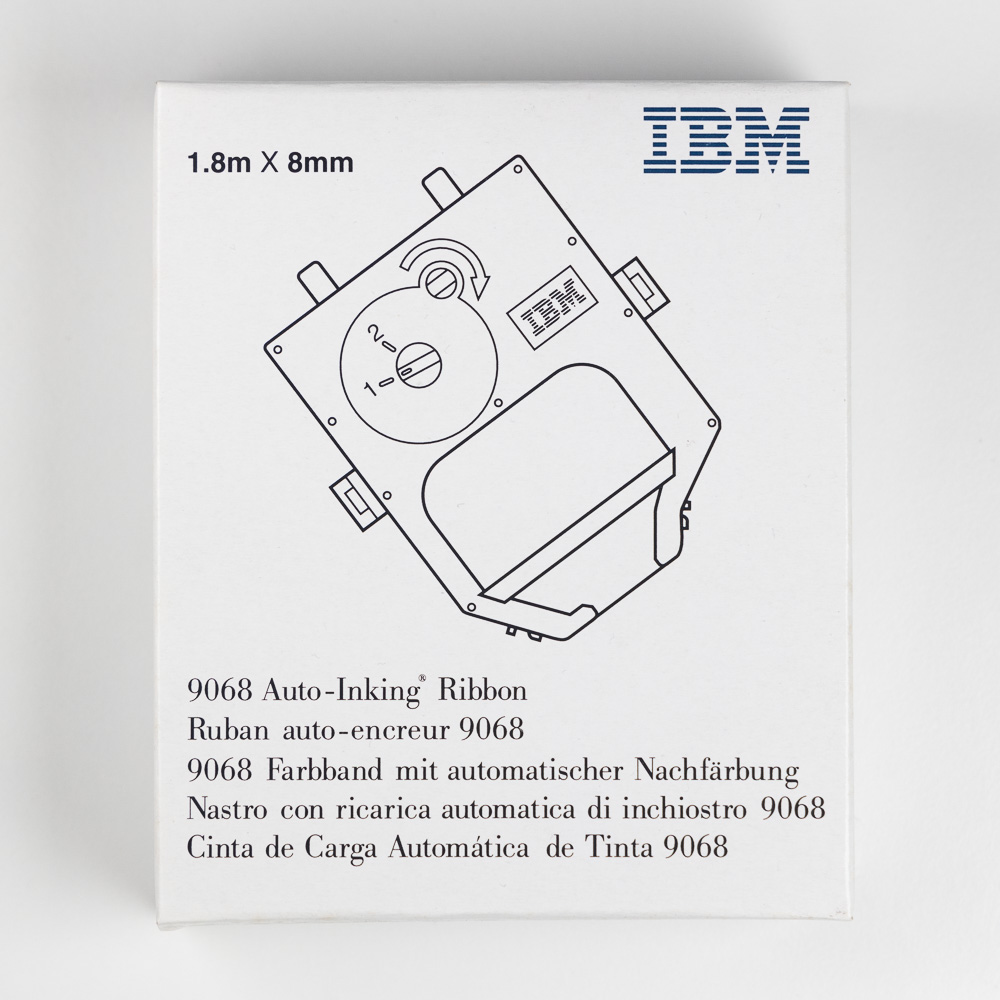 IBM
1.8m X 8mm
IBM
2
1
9068 Auto-Inking® Ribbon
Ruban auto-encreur 9068
9068 Farbband mit automatischer Nachfärbung
Nastro con ricarica automatica di inchiostro 9068
Cinta de Carga Automática de Tinta 9068